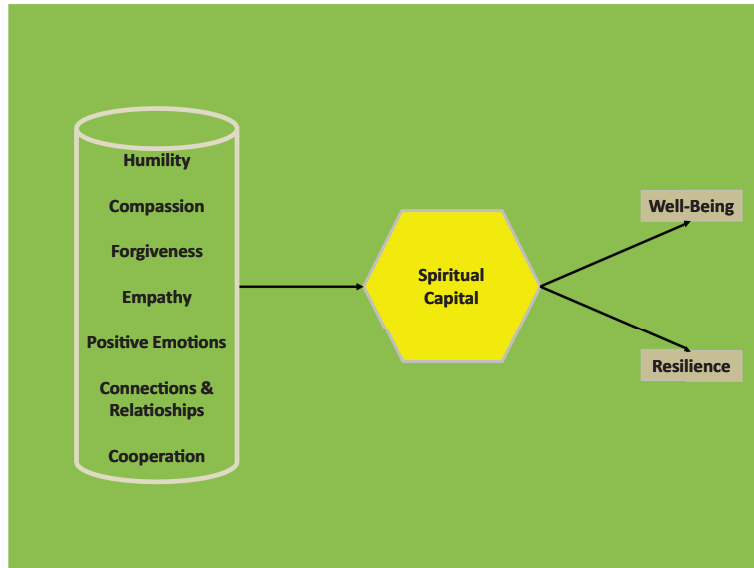 Humility
Compassion
Forgiveness
Empathy
Positive Emotions
Connections &
Relatioships
Cooperation
Spiritual
Capital
Well-Being
Resilience